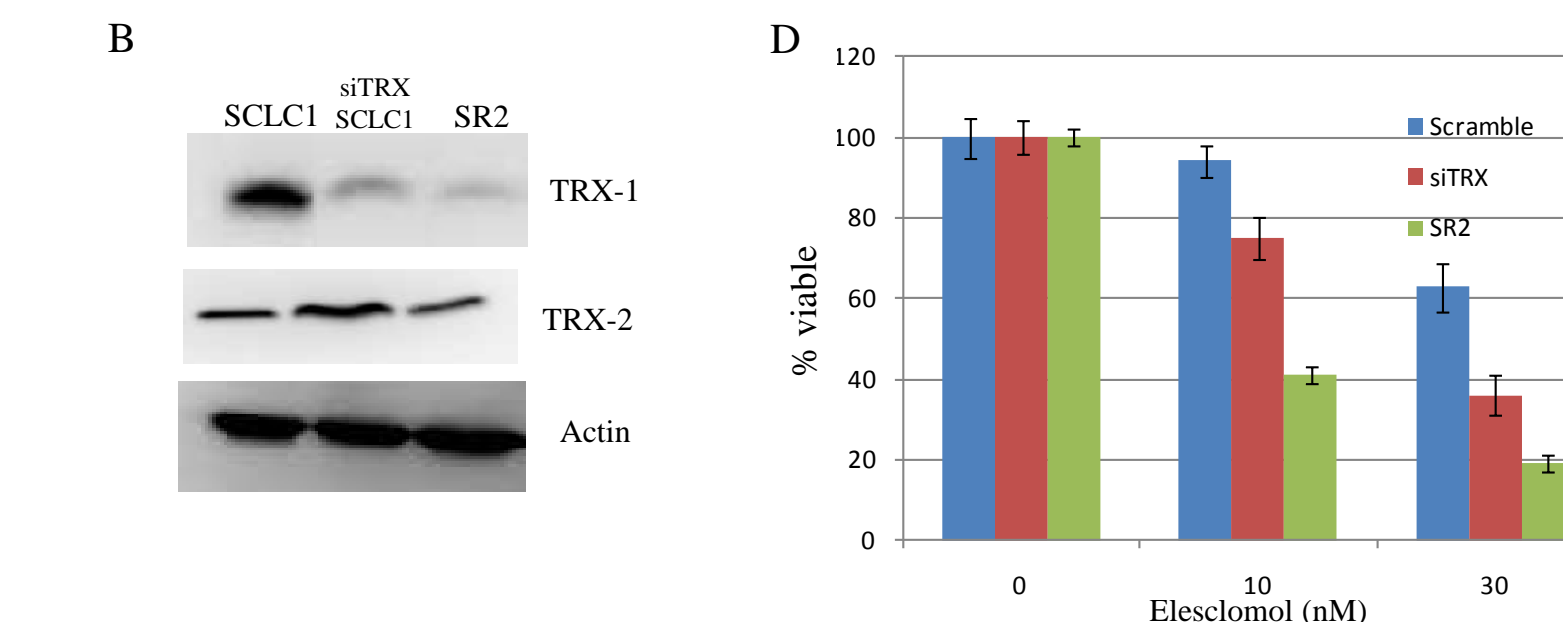 B
siTRX
SCLC1 SCLC1 SR2
TRX-1
TRX-2
Actin
D
120
100
80
60
40
20
0
% viable
Scramble
siTRX
SR2
0 10 30
Elesclomol (nM)